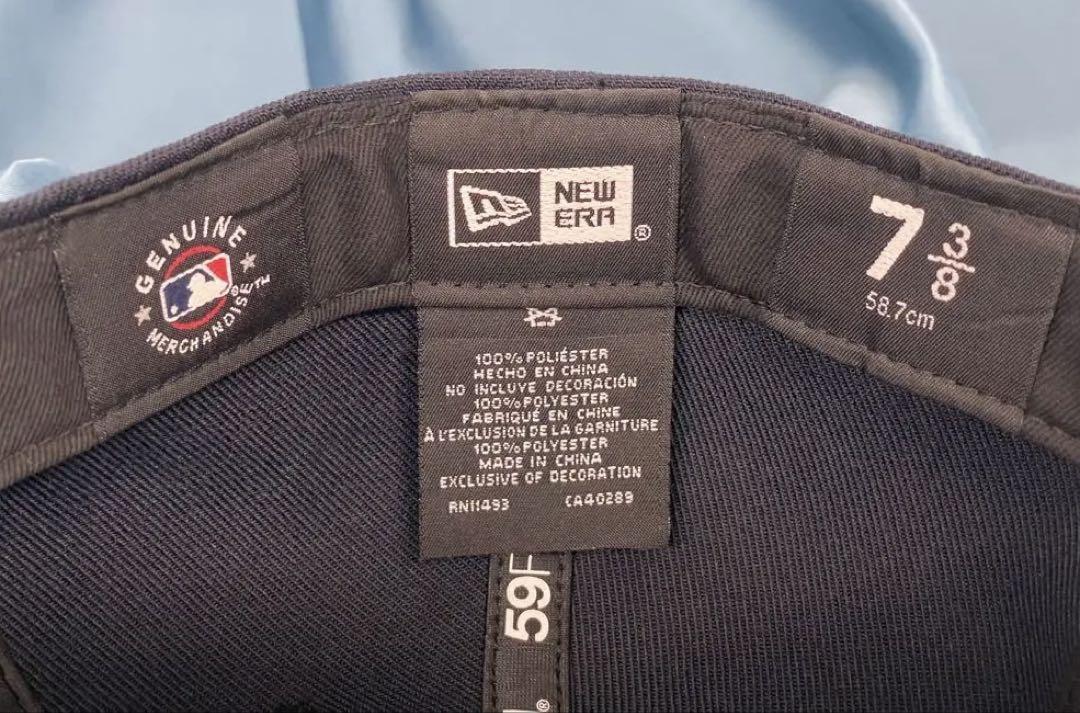 GENUINE
MERCHANDISE™
NEW
ERA®
7 3/8
58.7cm
100% POLIÉSTER
HECHO EN CHINA
NO INCLUYE DECORACIÓN
100% POLYESTER
FABRIQUÉ EN CHINE
À L'EXCLUSION DE LA GARNITURE
100% POLYESTER
MADE IN CHINA
EXCLUSIVE OF DECORATION
RN11493 CA40289
59F